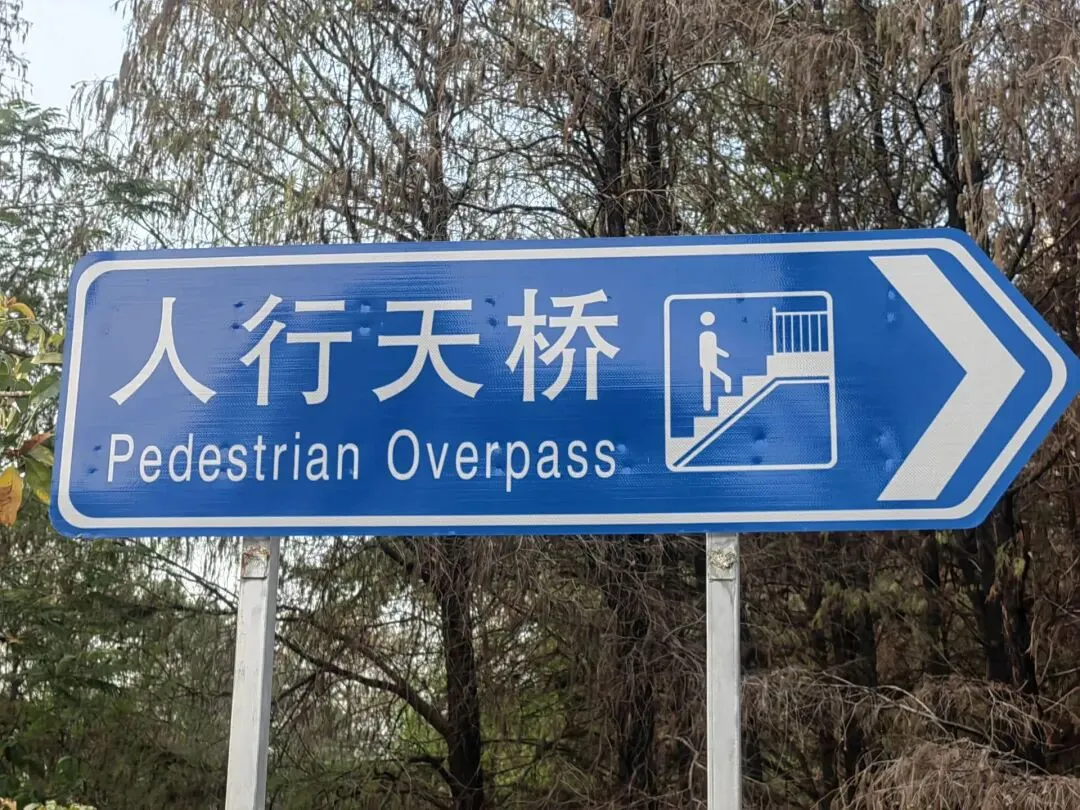 人行天桥
Pedestrian Overpass